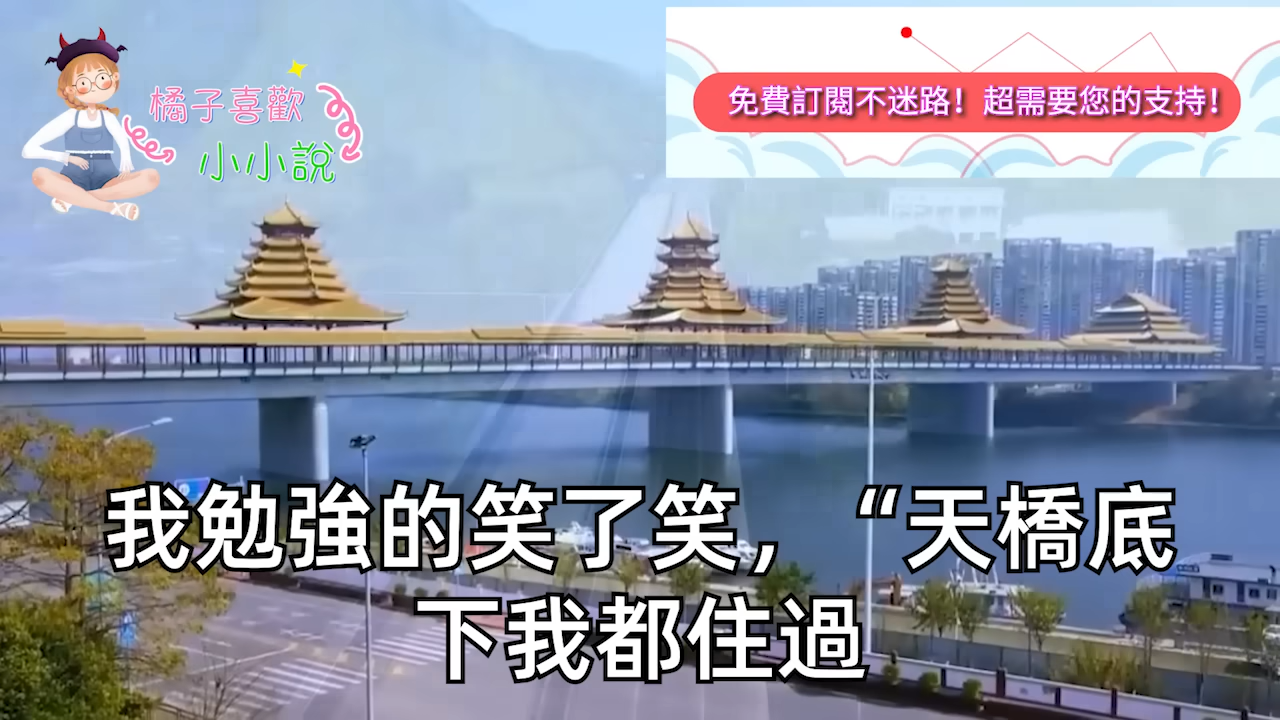 橘子喜歡
小小說
免費訂閱不迷路！超需要您的支持！
我勉強的笑了笑，“天橋底
下我都住過